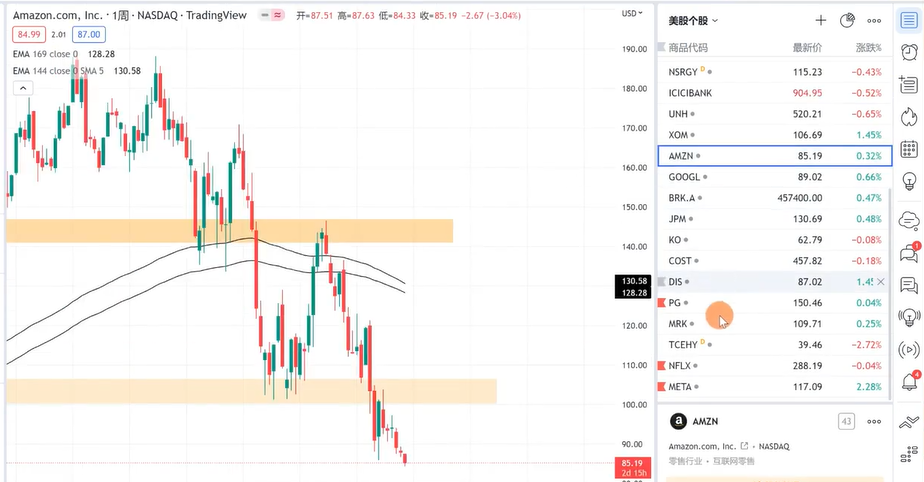 Amazon.com, Inc. · 1周 · NASDAQ · TradingView 开=87.51 高=87.63 低=84.33 收=85.19 −2.67 (−3.04%)
84.99 2.01 87.00
EMA 169 close 0 128.28
EMA 144 close 0 SMA 5 130.58
USD
190.00
180.00
170.00
160.00
150.00
140.00
130.58
128.28
120.00
110.00
100.00
90.00
85.19
2d 15h
美股个股
商品代码 最新价 涨跌%
NSRGY D 115.23 −0.43%
ICICIBANK 904.95 −0.52%
UNH 520.21 −0.65%
XOM 106.69 1.45%
AMZN 85.19 0.32%
GOOGL 89.02 0.66%
BRK.A 457400.00 0.47%
JPM 130.69 0.48%
KO 62.79 −0.08%
COST 457.82 −0.18%
DIS 87.02
PG 150.46 0.04%
MRK 109.71 0.25%
TCEHY D 39.46 −2.72%
NFLX 288.19 −0.04%
META 117.09 2.28%
a AMZN 43
Amazon.com, Inc. · NASDAQ
零售行业 · 互联网零售
1
4